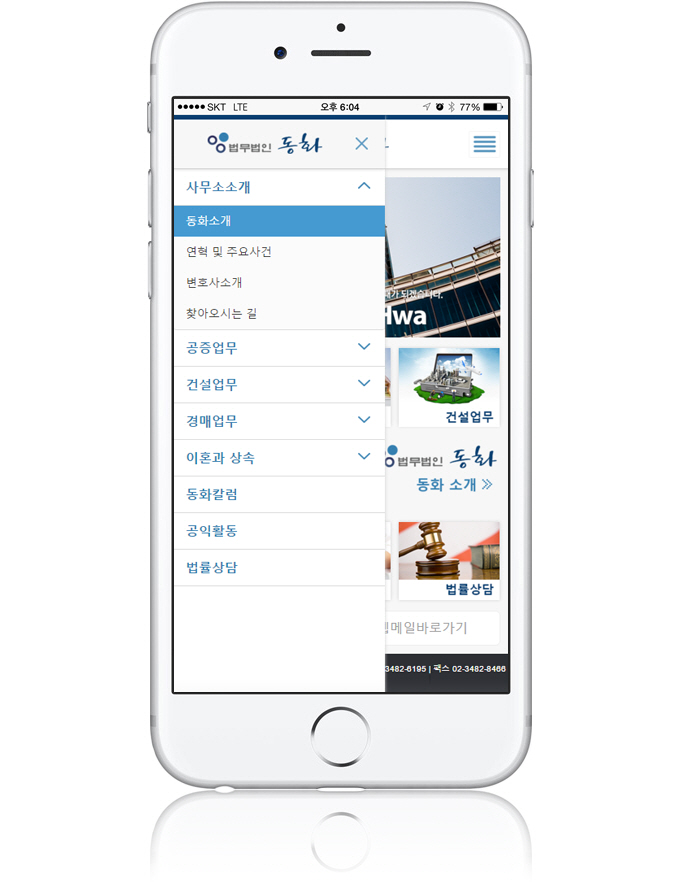 SKT LTE 오후 6:04 77%
법무법인 동화
사무소소개
동화소개
연혁 및 주요사건
변호사소개
찾아오시는 길
공증업무
건설업무
경매업무
이혼과 상속
동화칼럼
공익활동
법률상담
가 되겠습니다.
Hwa
건설업무
법무법인 동화
동화 소개
법률상담
메일바로가기
3482-6195 | 팩스 02-3482-8466